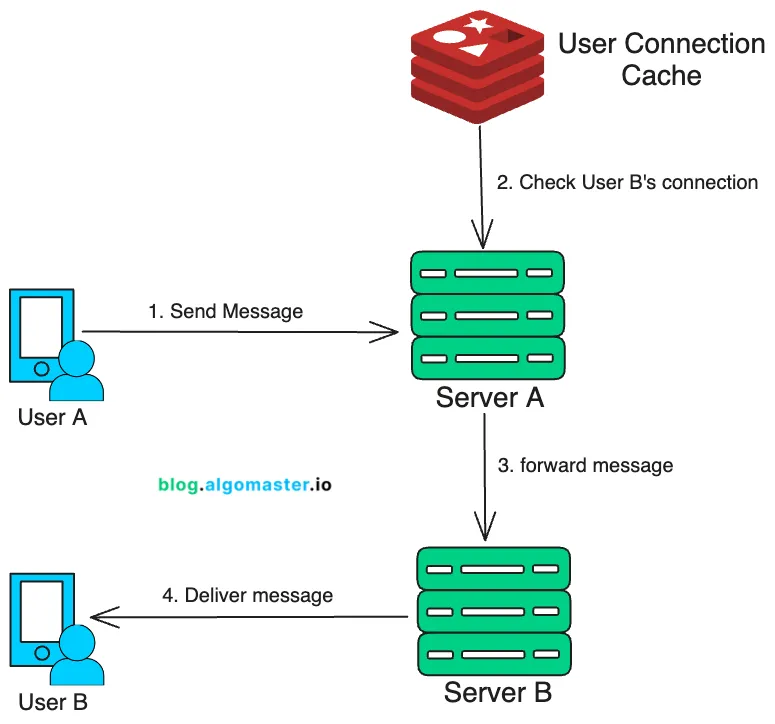 User Connection
Cache
2. Check User B's connection
1. Send Message
User A
Server A
3. forward message
blog.algomaster.io
4. Deliver message
User B
Server B